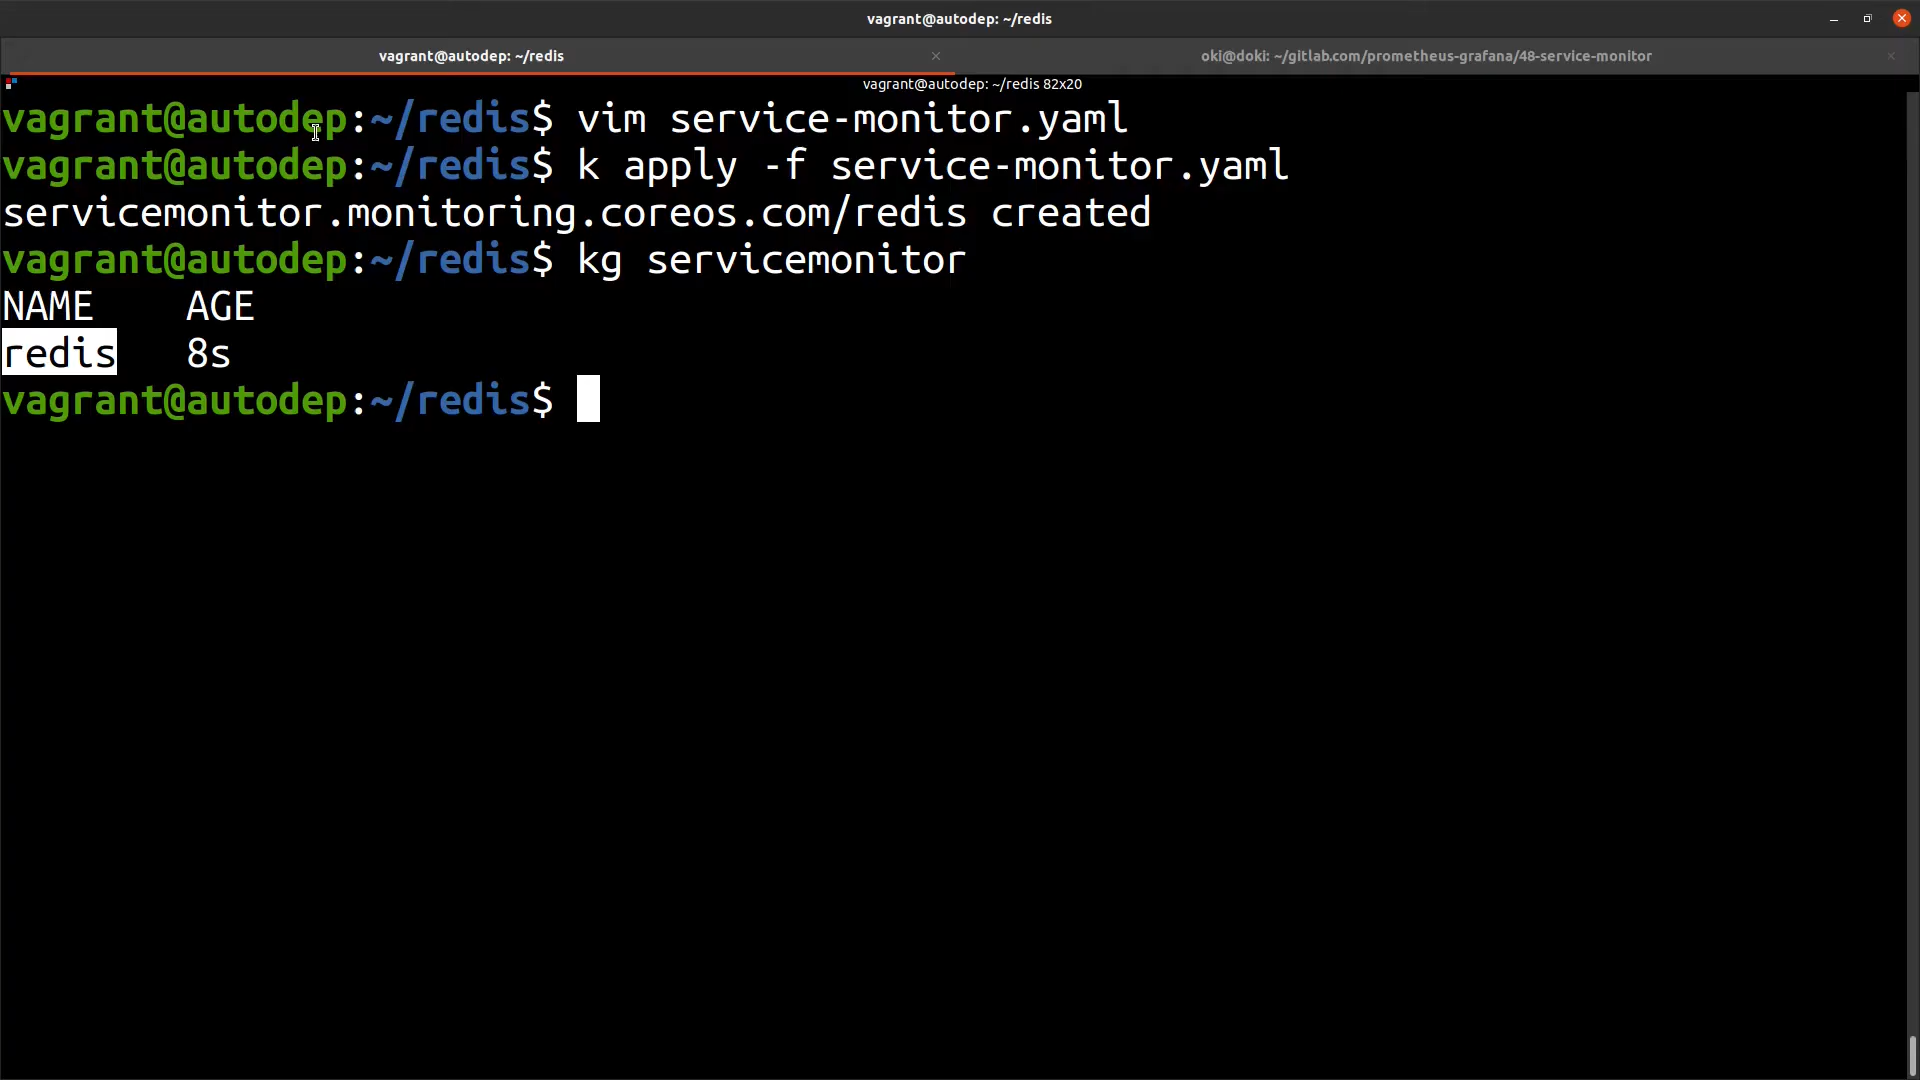 vagrant@autodep: ~/redis
vagrant@autodep: ~/redis
oki@doki: ~/gitlab.com/prometheus-grafana/48-service-monitor
vagrant@autodep: ~/redis 82x20
vagrant@autodep:~/redis$ vim service-monitor.yaml
vagrant@autodep:~/redis$ k apply -f service-monitor.yaml
servicemonitor.monitoring.coreos.com/redis created
vagrant@autodep:~/redis$ kg servicemonitor
NAME    AGE
redis   8s
vagrant@autodep:~/redis$